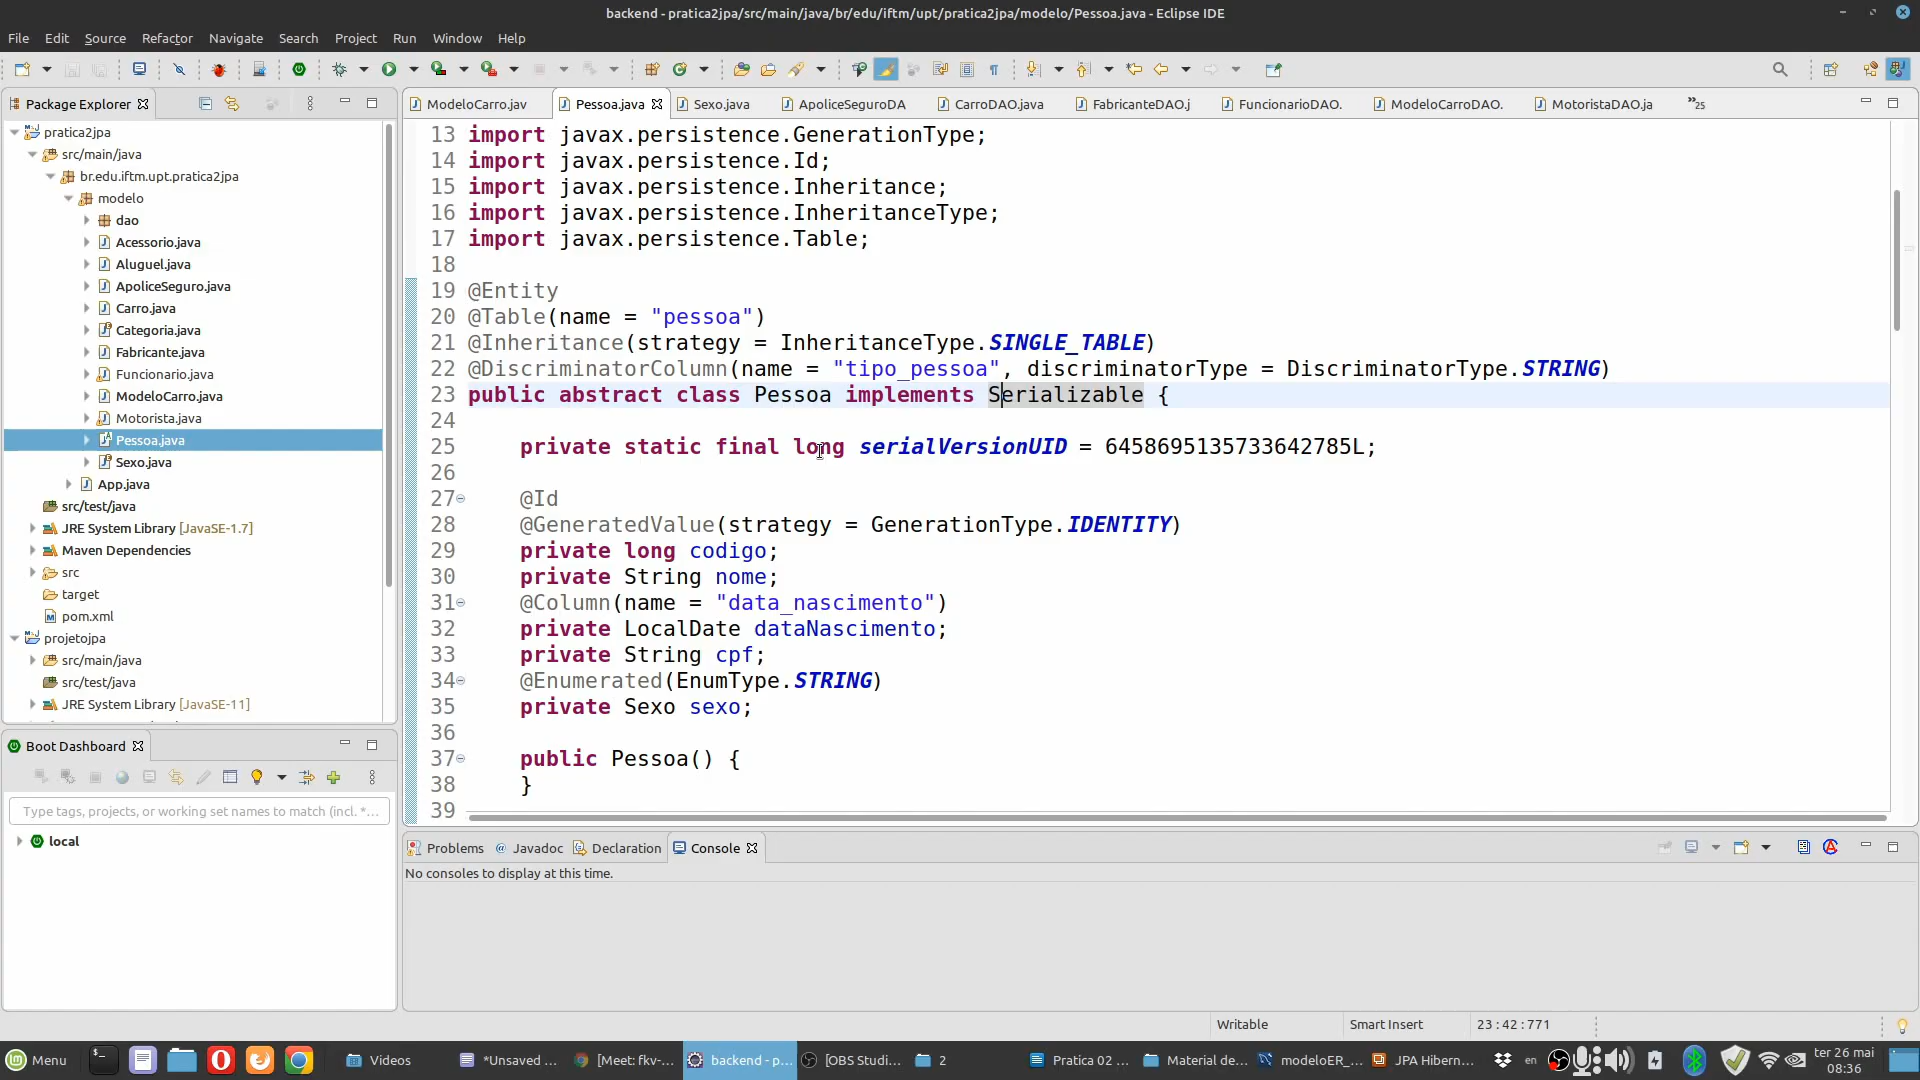 backend - pratica2jpa/src/main/java/br/edu/iftm/upt/pratica2jpa/modelo/Pessoa.java - Eclipse IDE
File Edit Source Refactor Navigate Search Project Run Window Help
Package Explorer
ModeloCarro.jav Pessoa.java Sexo.java ApoliceSeguroDA CarroDAO.java FabricanteDAO.j FuncionarioDAO. ModeloCarroDAO. MotoristaDAO.ja »25
pratica2jpa
src/main/java
br.edu.iftm.upt.pratica2jpa
modelo
dao
Acessorio.java
Aluguel.java
ApoliceSeguro.java
Carro.java
Categoria.java
Fabricante.java
Funcionario.java
ModeloCarro.java
Motorista.java
Pessoa.java
Sexo.java
App.java
src/test/java
JRE System Library [JavaSE-1.7]
Maven Dependencies
src
target
pom.xml
projetojpa
src/main/java
src/test/java
JRE System Library [JavaSE-11]
13 import javax.persistence.GenerationType;
14 import javax.persistence.Id;
15 import javax.persistence.Inheritance;
16 import javax.persistence.InheritanceType;
17 import javax.persistence.Table;
18
19 @Entity
20 @Table(name = "pessoa")
21 @Inheritance(strategy = InheritanceType.SINGLE_TABLE)
22 @DiscriminatorColumn(name = "tipo_pessoa", discriminatorType = DiscriminatorType.STRING)
23 public abstract class Pessoa implements Serializable {
24
25 private static final long serialVersionUID = 6458695135733642785L;
26
27 @Id
28 @GeneratedValue(strategy = GenerationType.IDENTITY)
29 private long codigo;
30 private String nome;
31 @Column(name = "data_nascimento")
32 private LocalDate dataNascimento;
33 private String cpf;
34 @Enumerated(EnumType.STRING)
35 private Sexo sexo;
36
37 public Pessoa() {
38 }
39
Boot Dashboard
Type tags, projects, or working set names to match (incl. *...
local
Problems @ Javadoc Declaration Console
No consoles to display at this time.
Writable Smart Insert 23 : 42 : 771
Menu Videos *Unsaved ... [Meet: fkv-... backend - p... [OBS Studi... 2 Pratica 02 ... Material de... modeloER_... JPA Hibern... en ter 26 mai
08:36